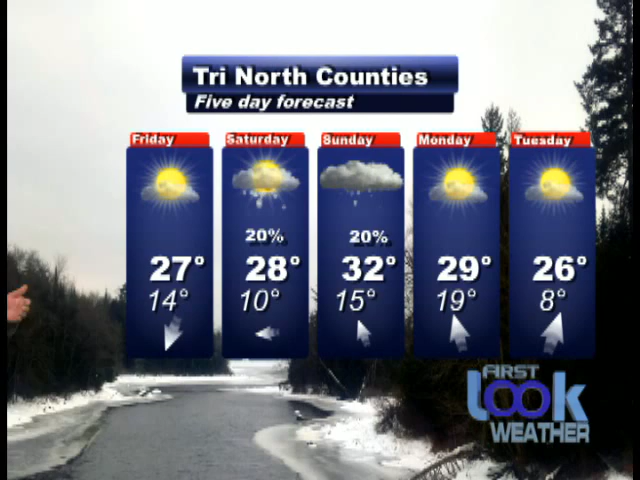 Tri North Counties
Five day forecast
Friday Saturday Sunday Monday Tuesday
20% 20%
27° 28° 32° 29° 26°
14° 10° 15° 19° 8°
FIRST
LOOK
WEATHER